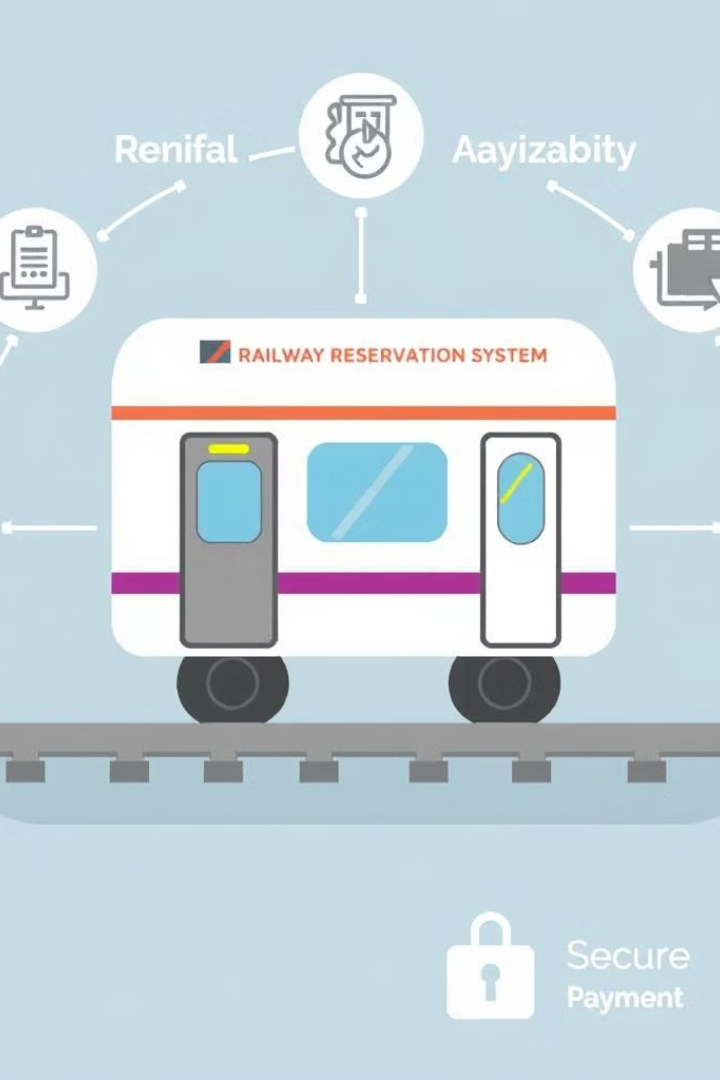 Renifal
Aayizabity
RAILWAY RESERVATION SYSTEM
Secure
Payment